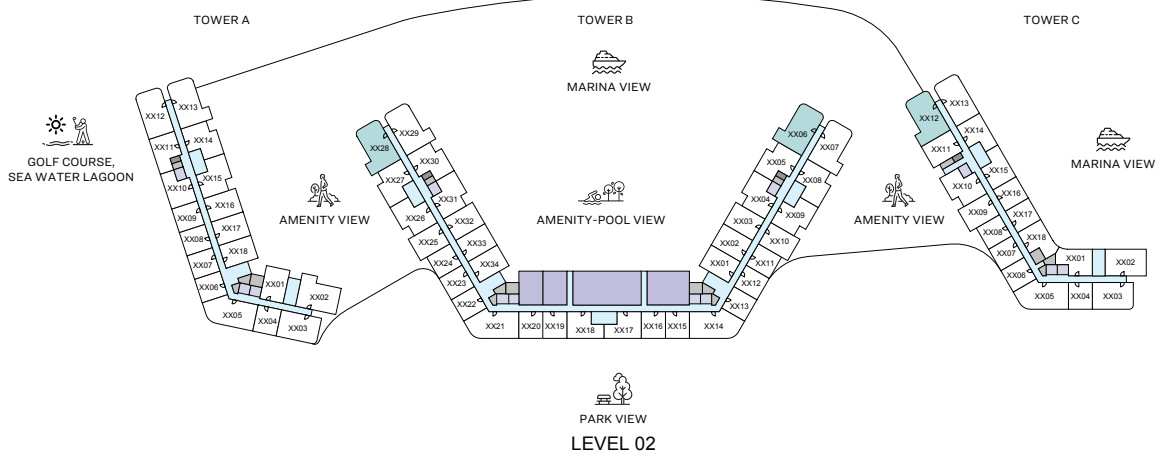 TOWER A
TOWER B
TOWER C
MARINA VIEW
GOLF COURSE,
SEA WATER LAGOON
AMENITY VIEW
AMENITY-POOL VIEW
AMENITY VIEW
MARINA VIEW
XX13
XX12
XX14
XX11
XX15
XX10
XX16
XX09
XX17
XX08
XX18
XX07
XX06
XX01
XX02
XX05
XX04
XX03
XX29
XX28
XX30
XX27
XX31
XX26
XX32
XX25
XX33
XX24
XX34
XX23
XX22
XX21
XX20
XX19
XX18
XX17
XX16
XX15
XX14
XX06
XX07
XX05
XX08
XX04
XX09
XX03
XX10
XX02
XX11
XX01
XX12
XX13
XX13
XX12
XX14
XX11
XX15
XX10
XX16
XX09
XX17
XX08
XX18
XX07
XX01
XX02
XX06
XX05
XX04
XX03
PARK VIEW
LEVEL 02